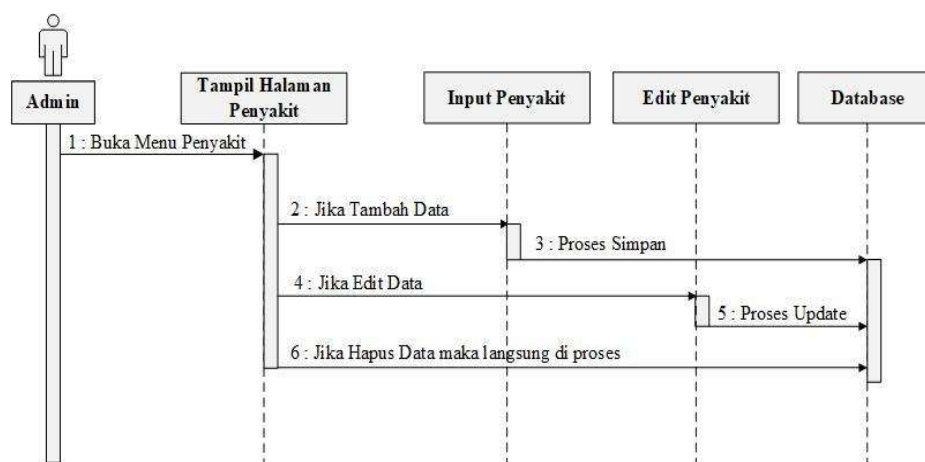 Admin
Tampil Halaman
Penyakit
Input Penyakit
Edit Penyakit
Database
1 : Buka Menu Penyakit
2 : Jika Tambah Data
3 : Proses Simpan
4 : Jika Edit Data
5 : Proses Update
6 : Jika Hapus Data maka langsung di proses